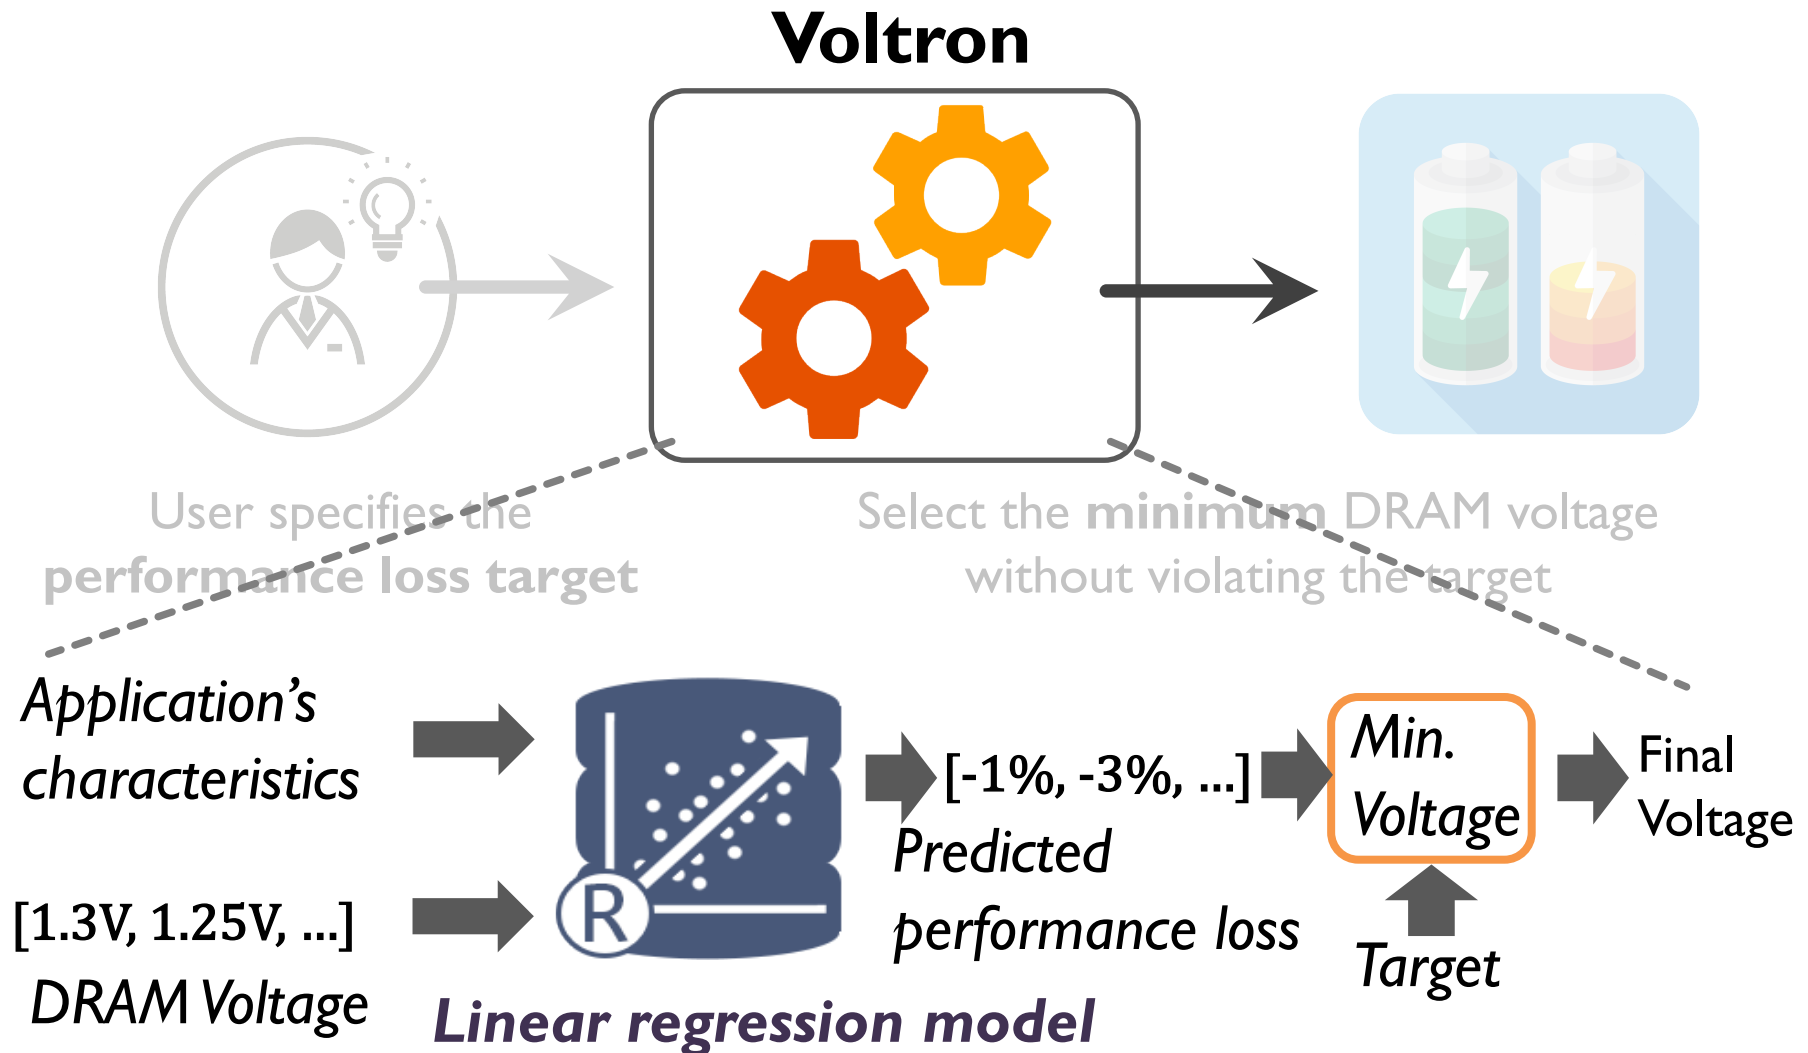 Voltron
User specifies the
performance loss target
Select the minimum DRAM voltage
without violating the target
Application’s
characteristics
[1.3V, 1.25V, ...]
DRAM Voltage
R
Linear regression model
[-1%, -3%, ...]
Predicted
performance loss
Min.
Voltage
Target
Final
Voltage